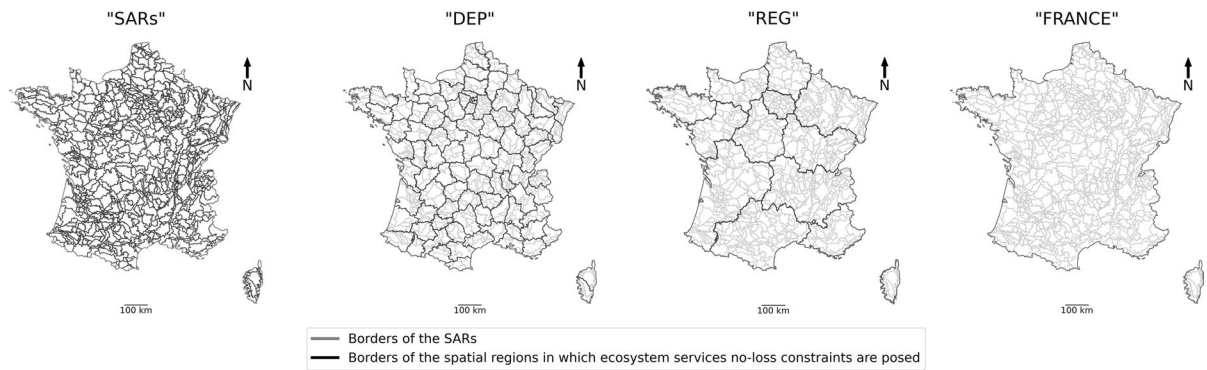 "SARs"
"DEP"
"REG"
"FRANCE"
N
N
N
N
100 km
100 km
100 km
100 km
Borders of the SARs
Borders of the spatial regions in which ecosystem services no-loss constraints are posed